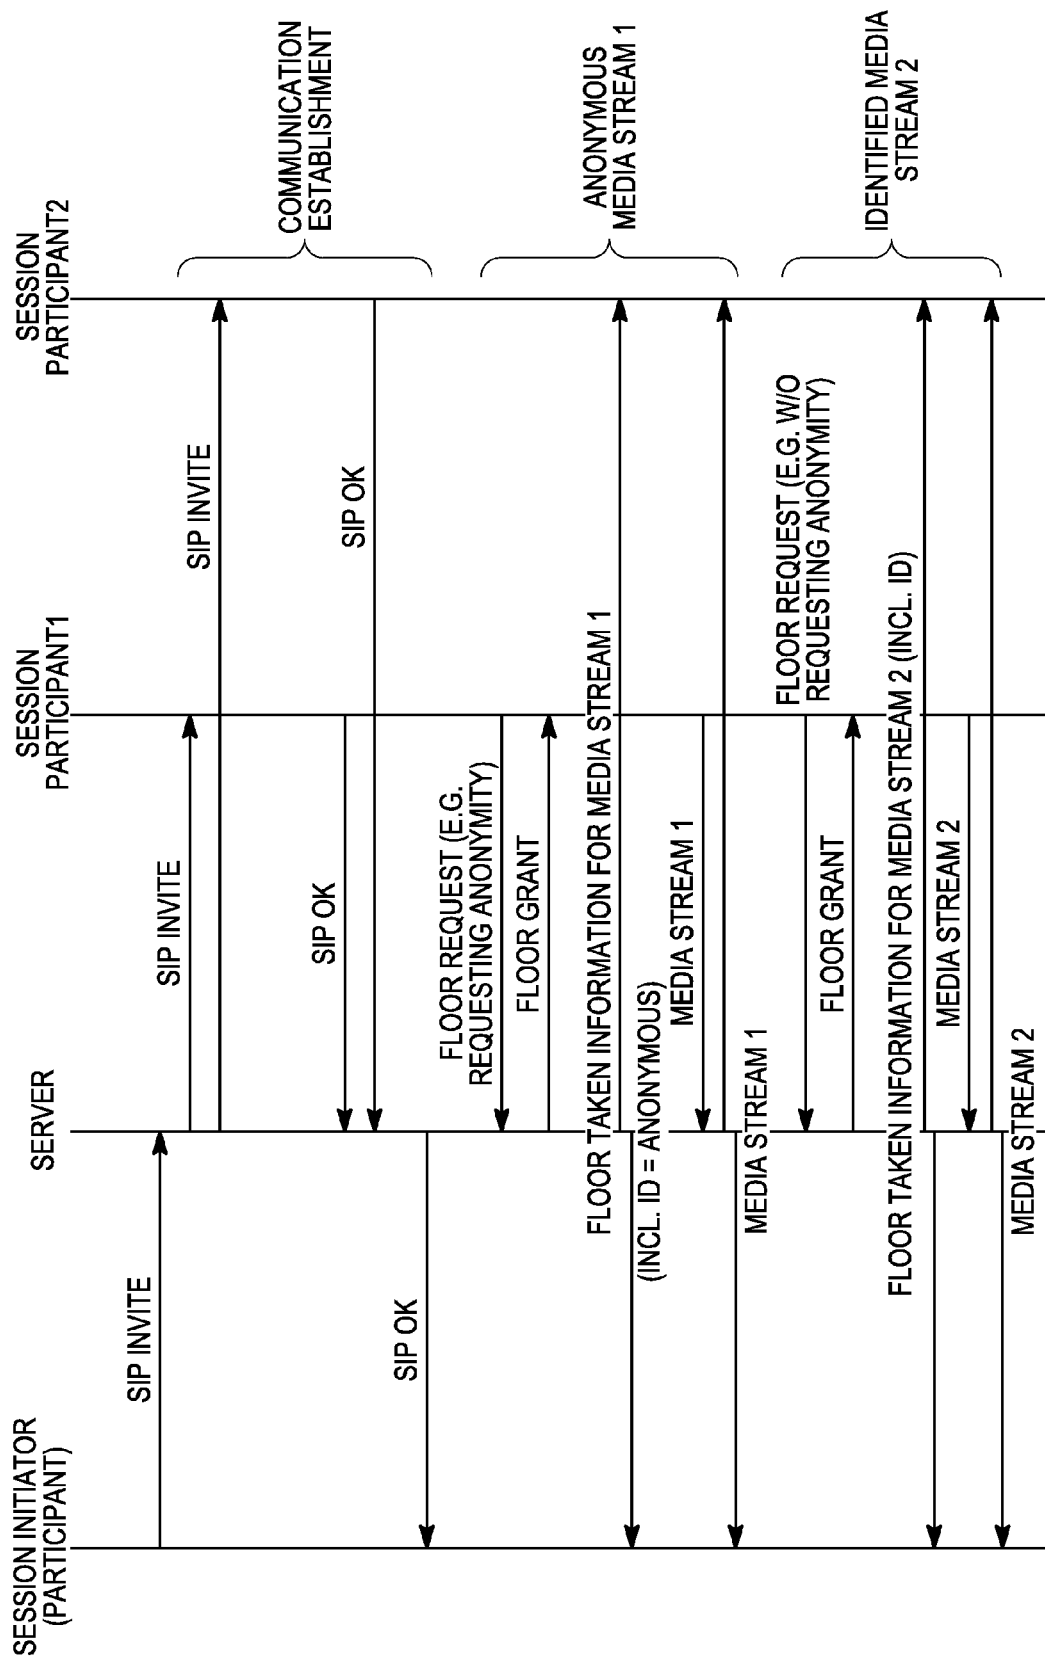 SESSION INITIATOR
(PARTICIPANT)
SERVER
SESSION
PARTICIPANT1
SESSION
PARTICIPANT2
SIP INVITE
SIP INVITE
SIP INVITE
SIP OK
SIP OK
SIP OK
COMMUNICATION
ESTABLISHMENT
FLOOR REQUEST (E.G.
REQUESTING ANONYMITY)
FLOOR GRANT
FLOOR TAKEN INFORMATION FOR MEDIA STREAM 1
(INCL. ID = ANONYMOUS)
MEDIA STREAM 1
MEDIA STREAM 1
ANONYMOUS
MEDIA STREAM 1
FLOOR REQUEST (E.G. W/O
REQUESTING ANONYMITY)
FLOOR GRANT
FLOOR TAKEN INFORMATION FOR MEDIA STREAM 2 (INCL. ID)
MEDIA STREAM 2
MEDIA STREAM 2
IDENTIFIED MEDIA
STREAM 2